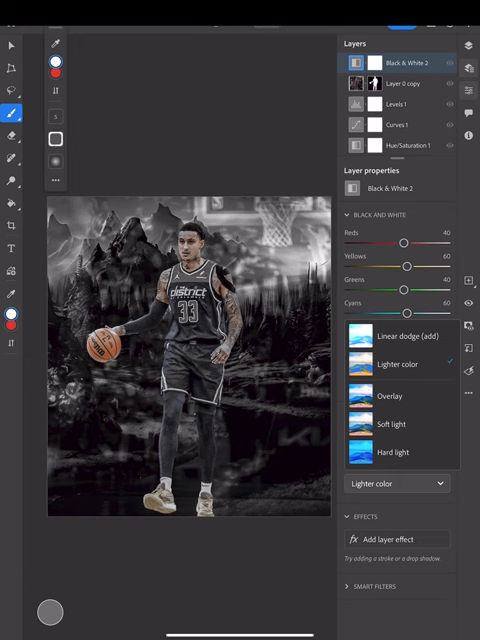 Layers
Black & White 2
Layer 0 copy
Levels 1
Curves 1
Hue/Saturation 1
Layer properties
Black & White 2
BLACK AND WHITE
Reds 40
Yellows 60
Greens 40
Cyans 60
Linear dodge (add)
Lighter color
Overlay
Soft light
Hard light
Lighter color
EFFECTS
fx Add layer effect
Try adding a stroke or a drop shadow.
SMART FILTERS
5
T
district
33